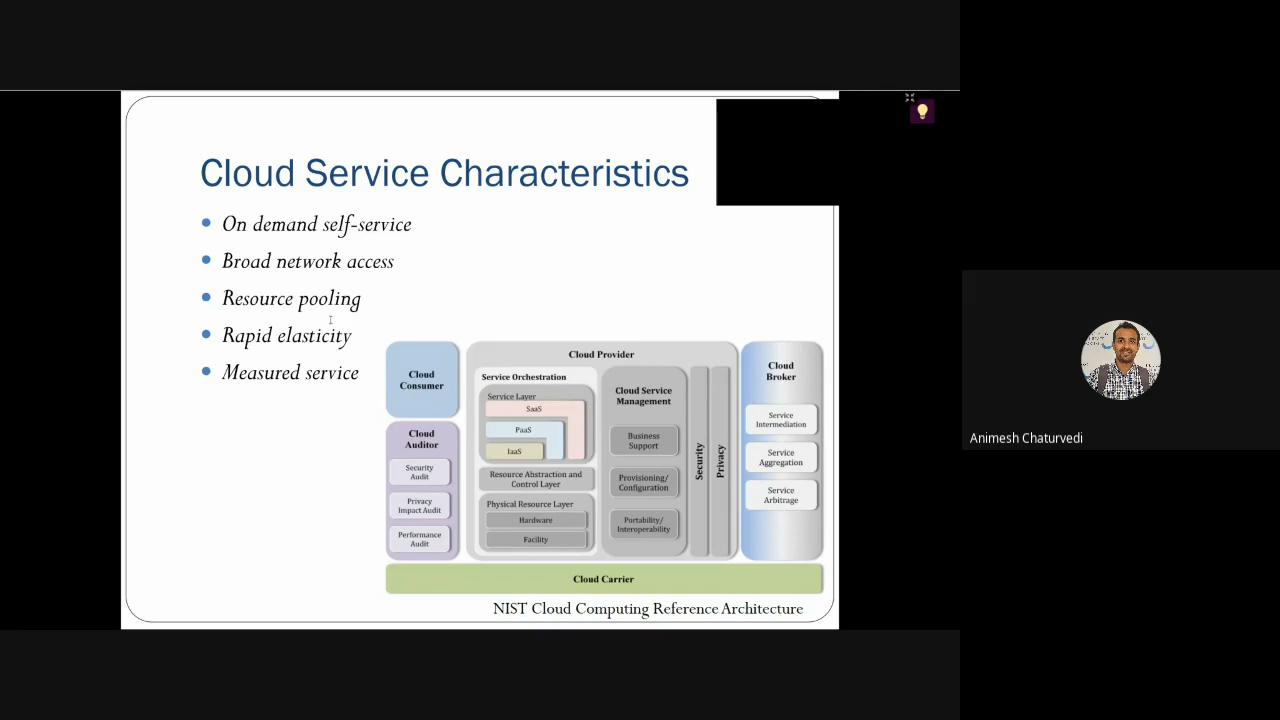 Cloud Service Characteristics
On demand self-service
Broad network access
Resource pooling
Rapid elasticity
Measured service
Cloud
Consumer
Cloud
Auditor
Security
Audit
Privacy
Impact Audit
Performance
Audit
Cloud Provider
Service Orchestration
Service Layer
SaaS
PaaS
IaaS
Resource Abstraction and
Control Layer
Physical Resource Layer
Hardware
Facility
Cloud Service
Management
Business
Support
Provisioning/
Configuration
Portability/
Interoperability
Security
Privacy
Cloud
Broker
Service
Intermediation
Service
Aggregation
Service
Arbitrage
Cloud Carrier
NIST Cloud Computing Reference Architecture
Animesh Chaturvedi